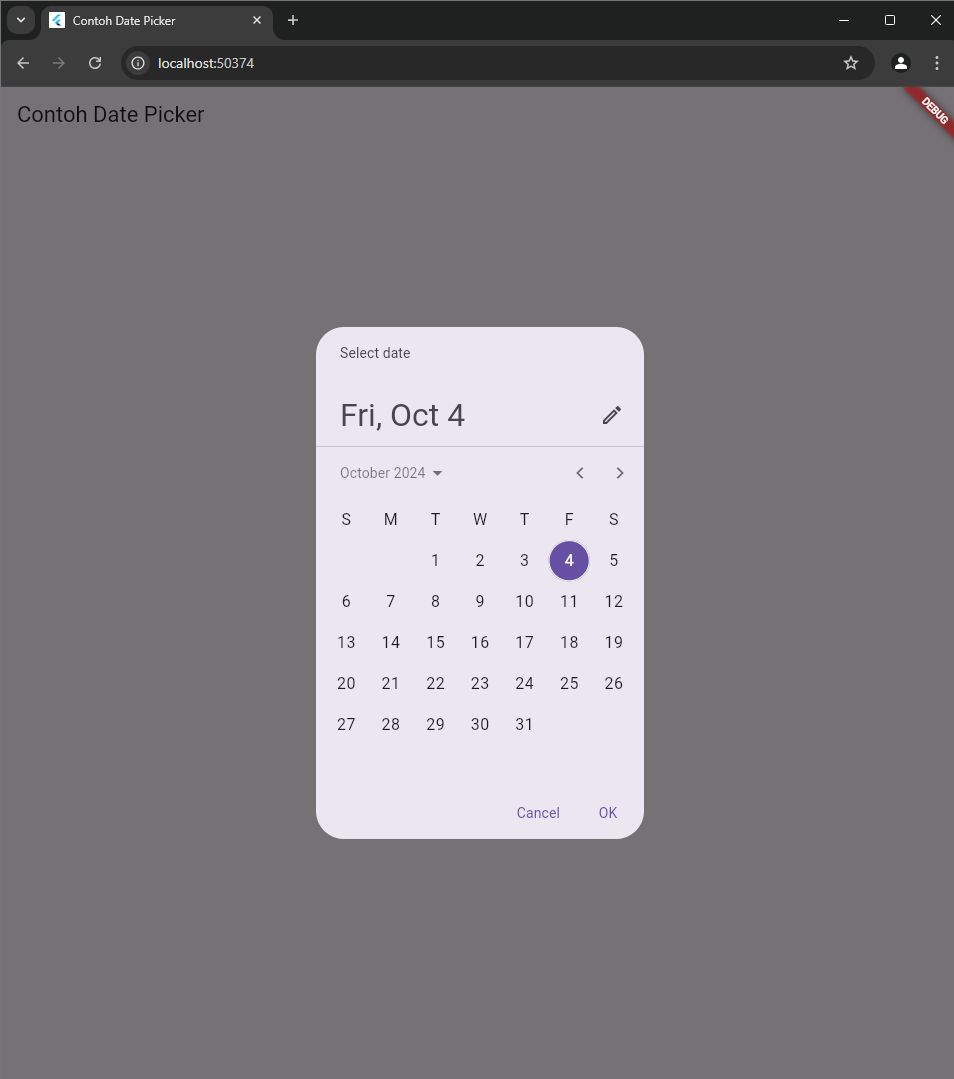 Contoh Date Picker
localhost:50374
Contoh Date Picker
DEBUG
Select date
Fri, Oct 4
October 2024
S M T W T F S
1 2 3 4 5
6 7 8 9 10 11 12
13 14 15 16 17 18 19
20 21 22 23 24 25 26
27 28 29 30 31
Cancel OK